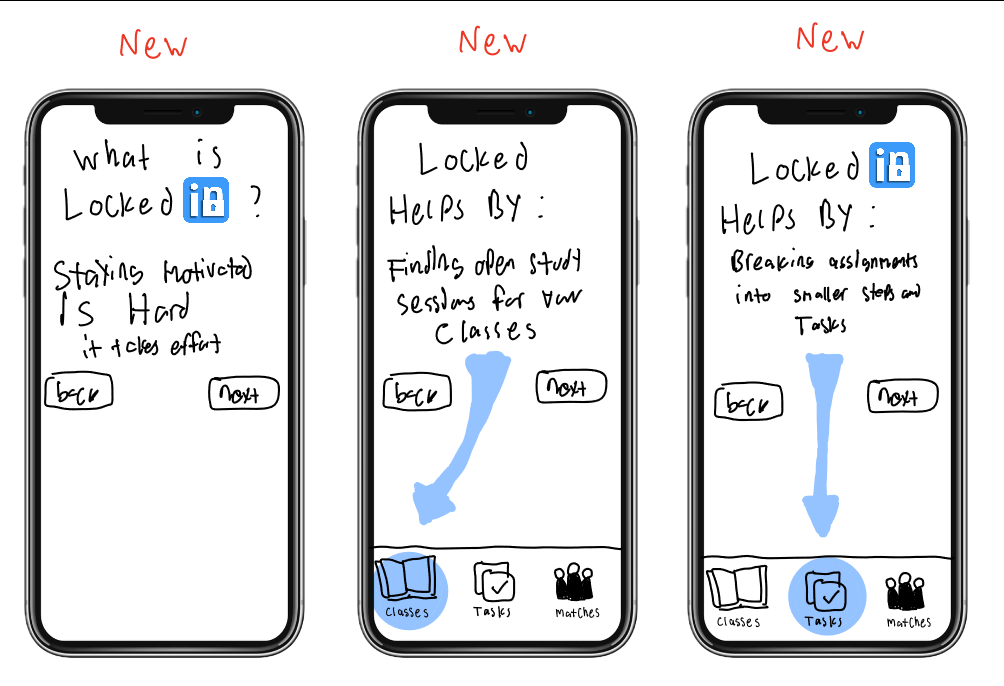 New
What is
Locked in ?
Staying Motivated
Is Hard
it takes effort
back
next
New
Locked
Helps By :
Finding open study
sessions for your
Classes
back
next
Classes
Tasks
Matches
New
Locked in
Helps By :
Breaking assignments
into smaller steps and
Tasks
back
next
Classes
Tasks
Matches